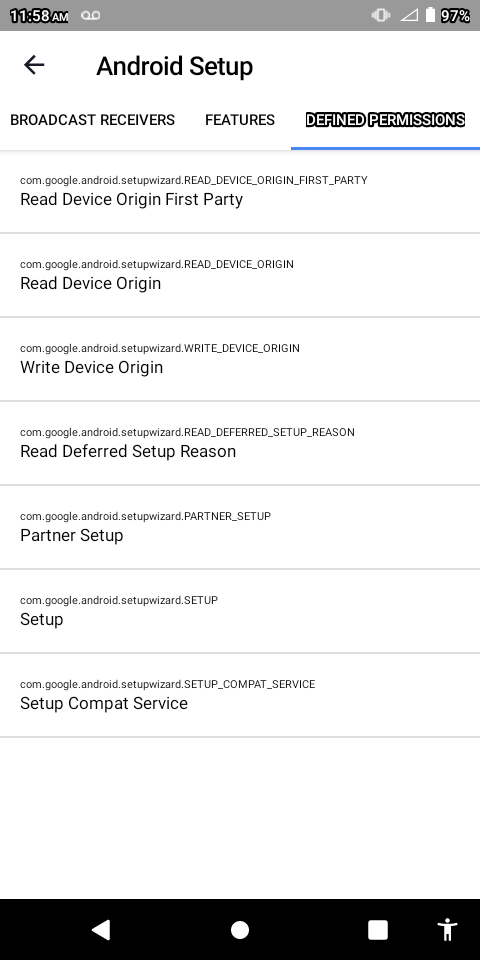 11:58 AM 97%
Android Setup
BROADCAST RECEIVERS FEATURES DEFINED PERMISSIONS
com.google.android.setupwizard.READ_DEVICE_ORIGIN_FIRST_PARTY
Read Device Origin First Party
com.google.android.setupwizard.READ_DEVICE_ORIGIN
Read Device Origin
com.google.android.setupwizard.WRITE_DEVICE_ORIGIN
Write Device Origin
com.google.android.setupwizard.READ_DEFERRED_SETUP_REASON
Read Deferred Setup Reason
com.google.android.setupwizard.PARTNER_SETUP
Partner Setup
com.google.android.setupwizard.SETUP
Setup
com.google.android.setupwizard.SETUP_COMPAT_SERVICE
Setup Compat Service